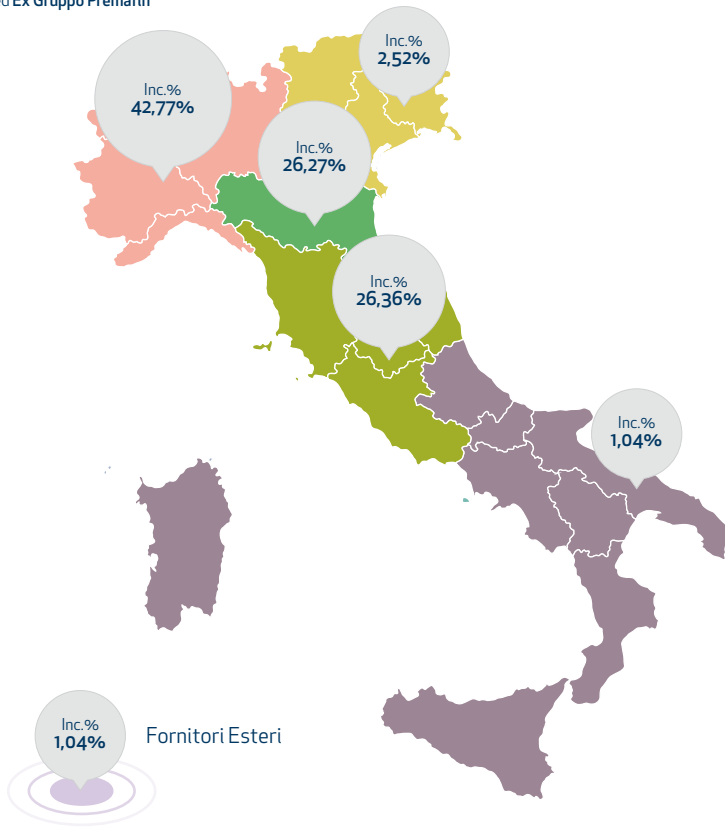 Ex Gruppo Premafin
Inc.%
2,52%
Inc.%
42,77%
Inc.%
26,27%
Inc.%
26,36%
Inc.%
1,04%
Inc.%
1,04%
Fornitori Esteri